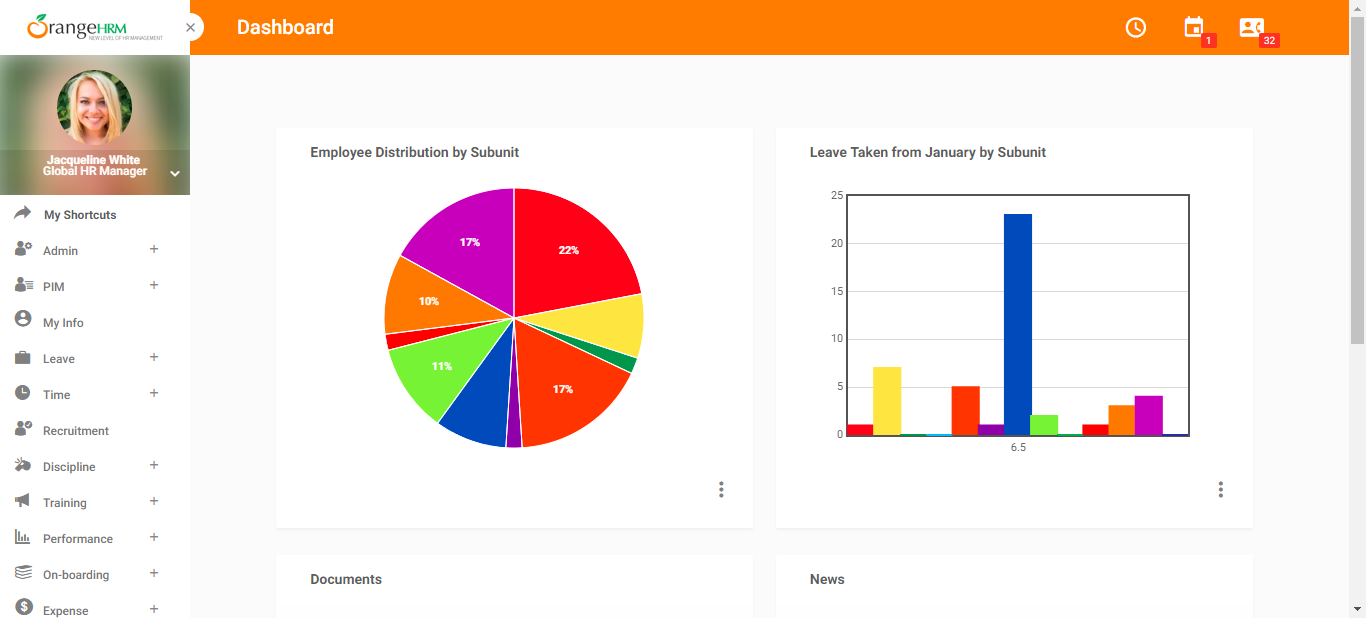 OrangeHRM
NEW LEVEL OF HR MANAGEMENT
Dashboard
1
32
Jacqueline White
Global HR Manager
My Shortcuts
Admin
PIM
My Info
Leave
Time
Recruitment
Discipline
Training
Performance
On-boarding
Expense
Employee Distribution by Subunit
17%
22%
10%
11%
17%
Leave Taken from January by Subunit
25
20
15
10
5
0
6.5
Documents
News